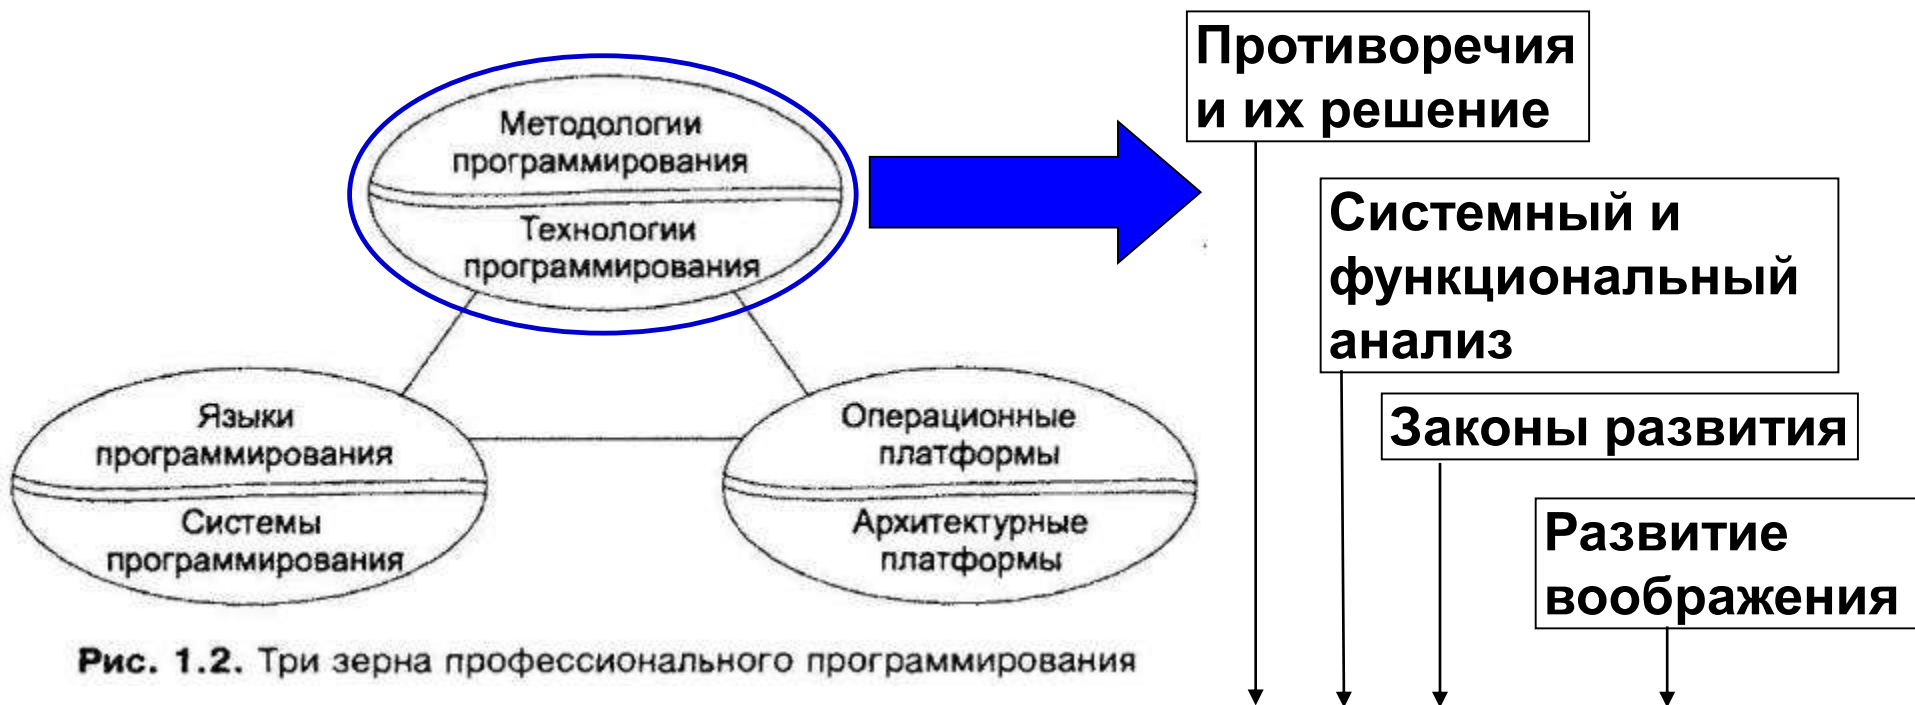 Методологии
программирования
Технологии
программирования
Языки
программирования
Системы
программирования
Операционные
платформы
Архитектурные
платформы
Рис. 1.2. Три зерна профессионального программирования
Противоречия
и их решение
Системный и
функциональный
анализ
Законы развития
Развитие
воображения